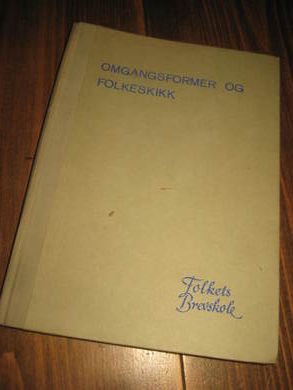 OMGANGSFORMER OG
FOLKESKIKK
Folkets
Brevskole